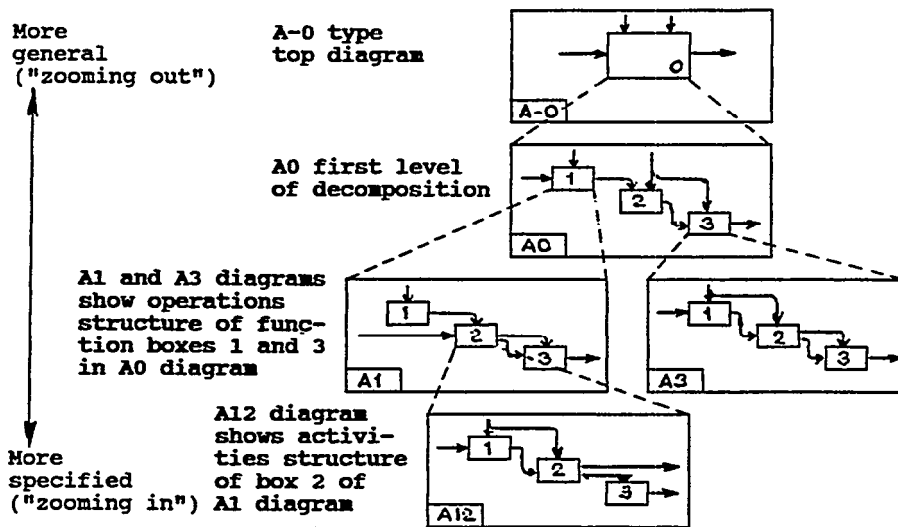 More
general
("zooming out")
A-0 type
top diagram
0
A-0
A0 first level
of decomposition
1
2
3
A0
A1 and A3 diagrams
show operations
structure of func-
tion boxes 1 and 3
in A0 diagram
1
2
3
A1
1
2
3
A3
A12 diagram
shows activi-
ties structure
of box 2 of
A1 diagram
1
2
3
A12
More
specified
("zooming in")